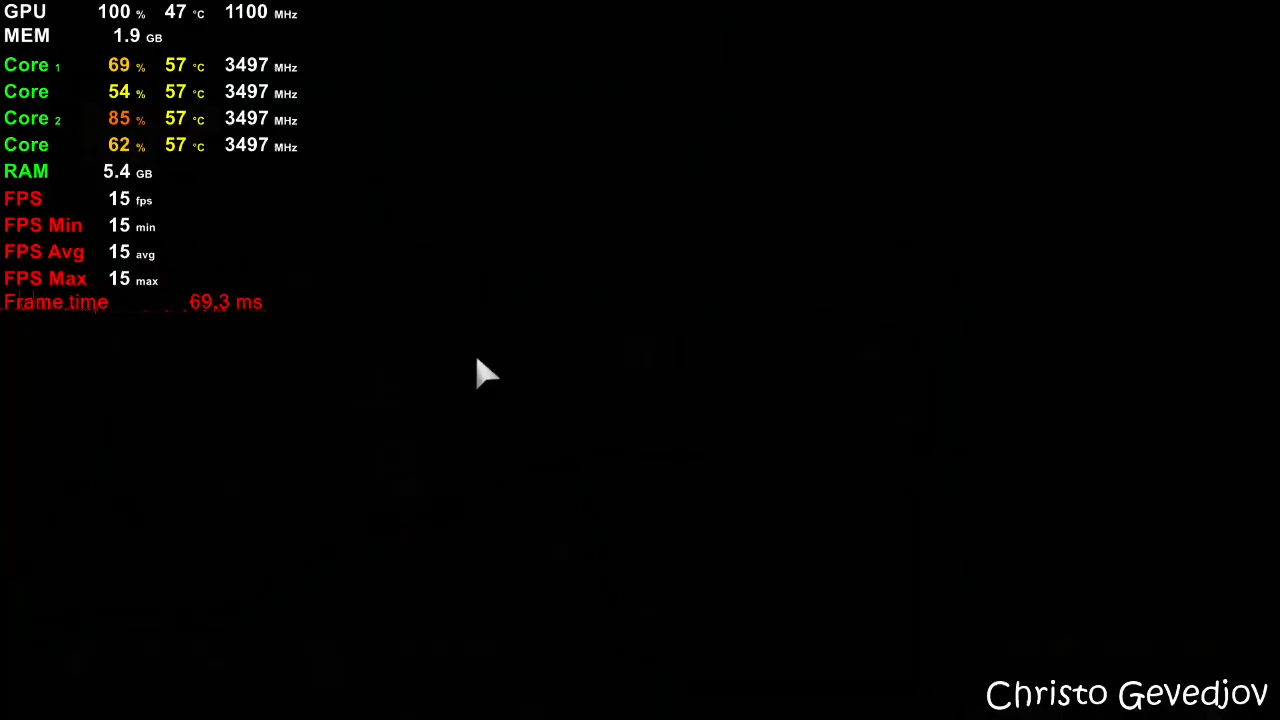 GPU 100 % 47 °C 1100 MHz
MEM 1.9 GB
Core 1 69 % 57 °C 3497 MHz
Core 54 % 57 °C 3497 MHz
Core 2 85 % 57 °C 3497 MHz
Core 62 % 57 °C 3497 MHz
RAM 5.4 GB
FPS 15 fps
FPS Min 15 min
FPS Avg 15 avg
FPS Max 15 max
Frame time 69.3 ms
Christo Gevedjov